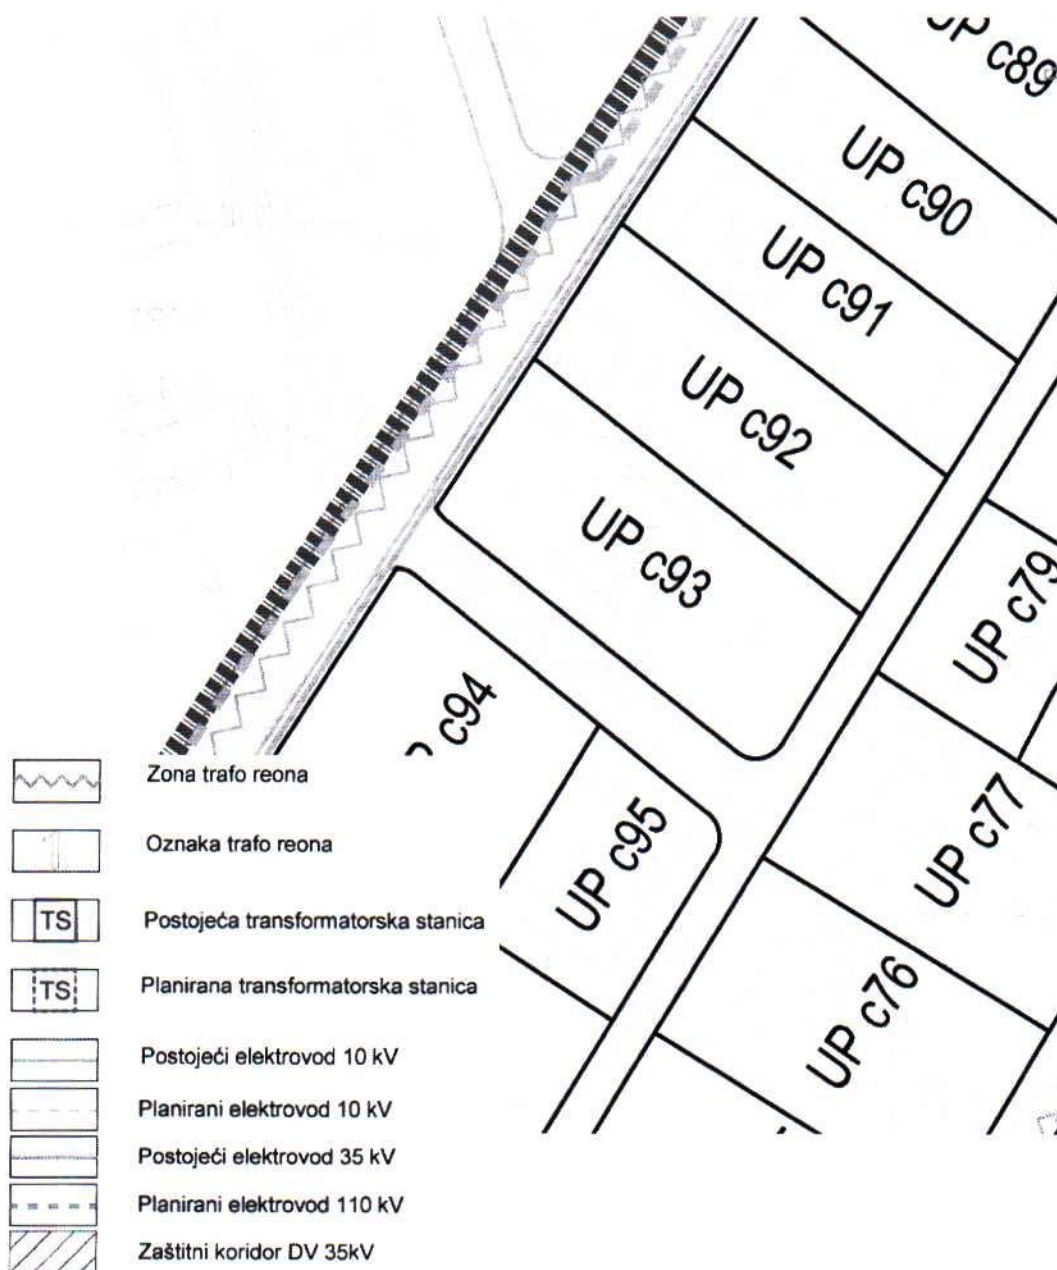 UP c89
UP c90
UP c91
UP c92
UP c93
UP c79
c94
UP c95
UP c77
UP c76
Zona trafo reona
Oznaka trafo reona
TS
Postojeća transformatorska stanica
TS
Planirana transformatorska stanica
Postojeći elektrovod 10 kV
Planirani elektrovod 10 kV
Postojeći elektrovod 35 kV
Planirani elektrovod 110 kV
Zaštitni koridor DV 35kV